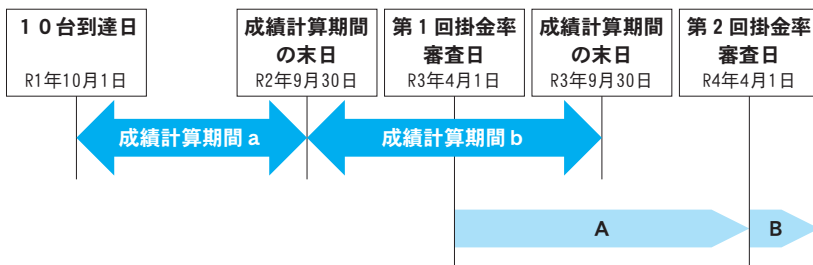 １０台到達日
R1年10月1日
成績計算期間
の末日
R2年9月30日
第１回掛金率
審査日
R3年4月1日
成績計算期間
の末日
R3年9月30日
第２回掛金率
審査日
R4年4月1日
成績計算期間ａ
成績計算期間ｂ
A
B